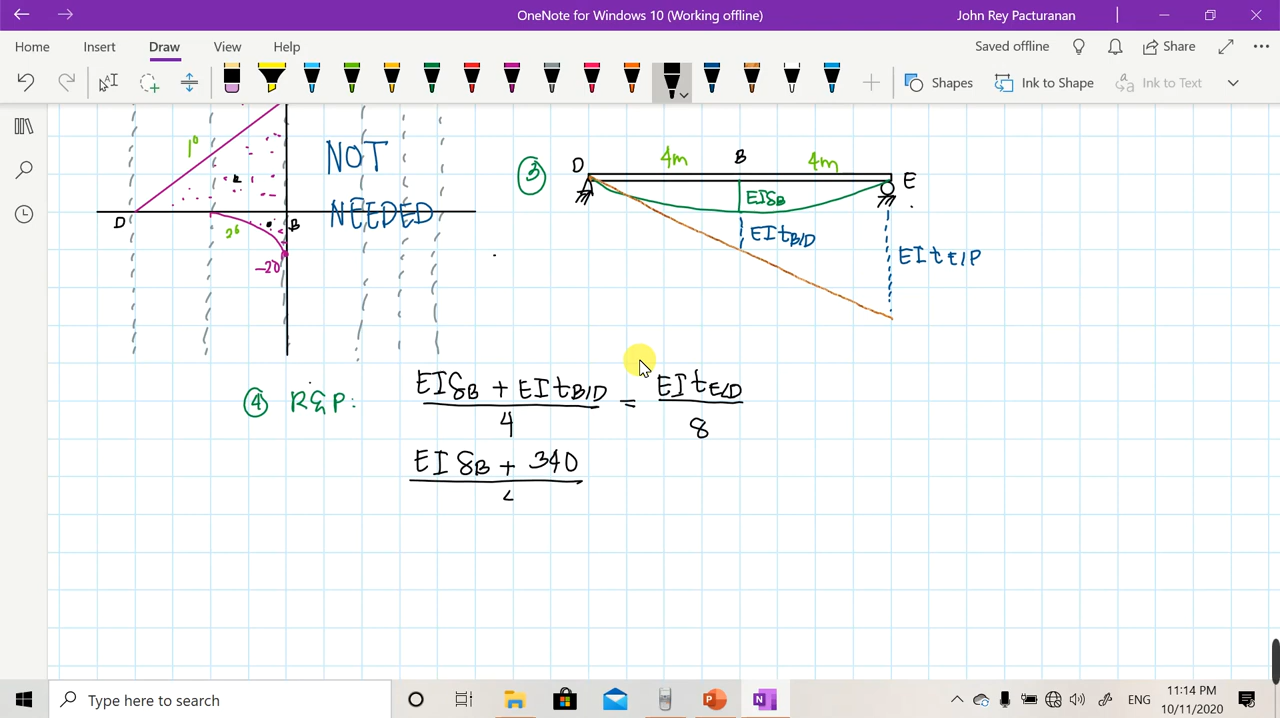 OneNote for Windows 10 (Working offline)
John Rey Pacturanan
Home Insert Draw View Help
Saved offline Share
Shapes Ink to Shape Ink to Text
1° NOT
NEEDED
D 2° B
-20
③ D 4m B 4m E
EIδB
EItB/D
EItE/D
④ R&P: EIδB + EItB/D = EItE/D
4 8
EIδB + 340
Type here to search
ENG
11:14 PM
10/11/2020